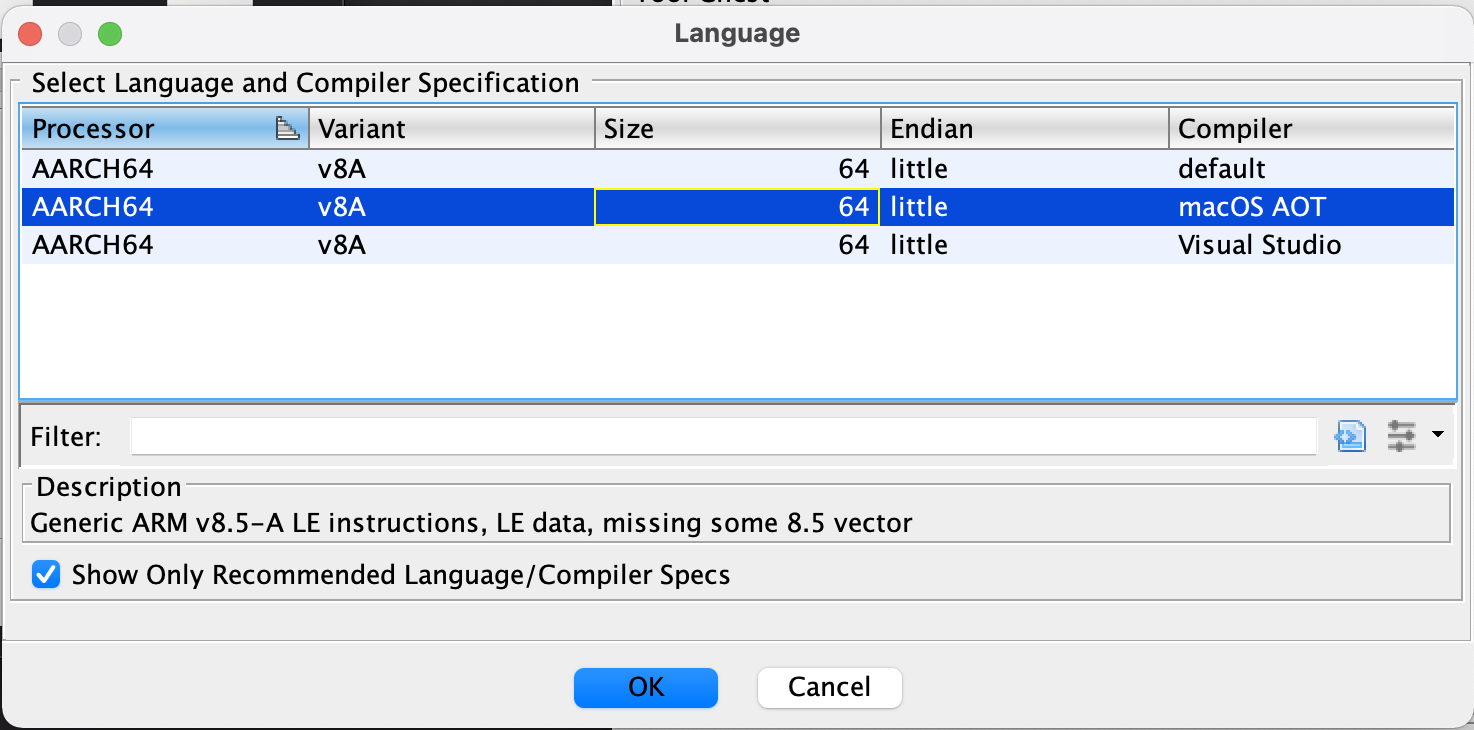 Language
Select Language and Compiler Specification
Processor Variant Size Endian Compiler
AARCH64 v8A 64 little default
AARCH64 v8A 64 little macOS AOT
AARCH64 v8A 64 little Visual Studio
Filter:
Description
Generic ARM v8.5-A LE instructions, LE data, missing some 8.5 vector
Show Only Recommended Language/Compiler Specs
OK Cancel